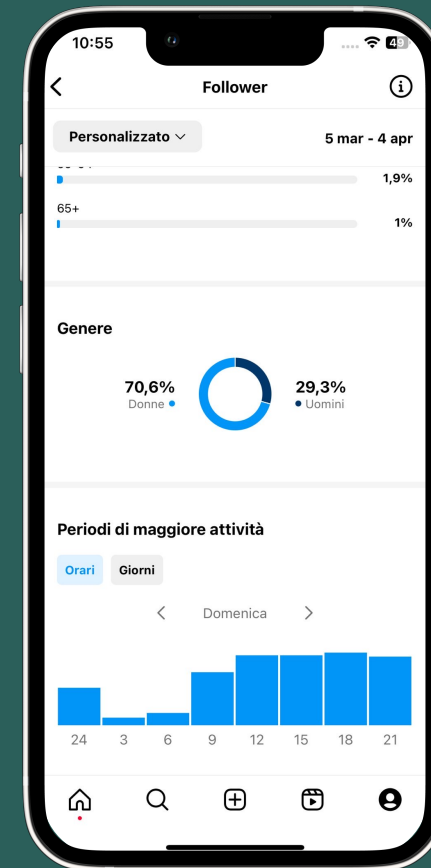 10:55
49
Follower
Personalizzato
5 mar - 4 apr
1,9%
65+
1%
Genere
70,6%
Donne
29,3%
Uomini
Periodi di maggiore attività
Orari
Giorni
Domenica
24 3 6 9 12 15 18 21